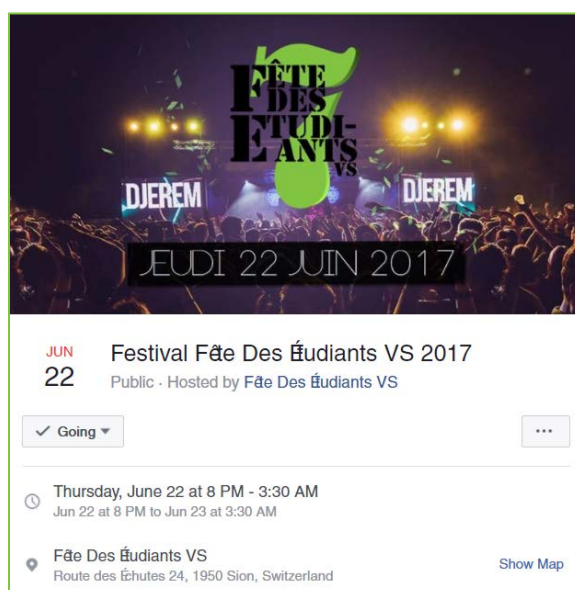 7
FÊTE
DES
ETUDI-
ANTS
VS
DJEREM
DJEREM
JEUDI 22 JUIN 2017
JUN
22
Festival Fête Des Étudiants VS 2017
Public · Hosted by Fête Des Étudiants VS
✓ Going ▾
...
Thursday, June 22 at 8 PM - 3:30 AM
Jun 22 at 8 PM to Jun 23 at 3:30 AM
Fête Des Étudiants VS
Show Map
Route des Échutes 24, 1950 Sion, Switzerland